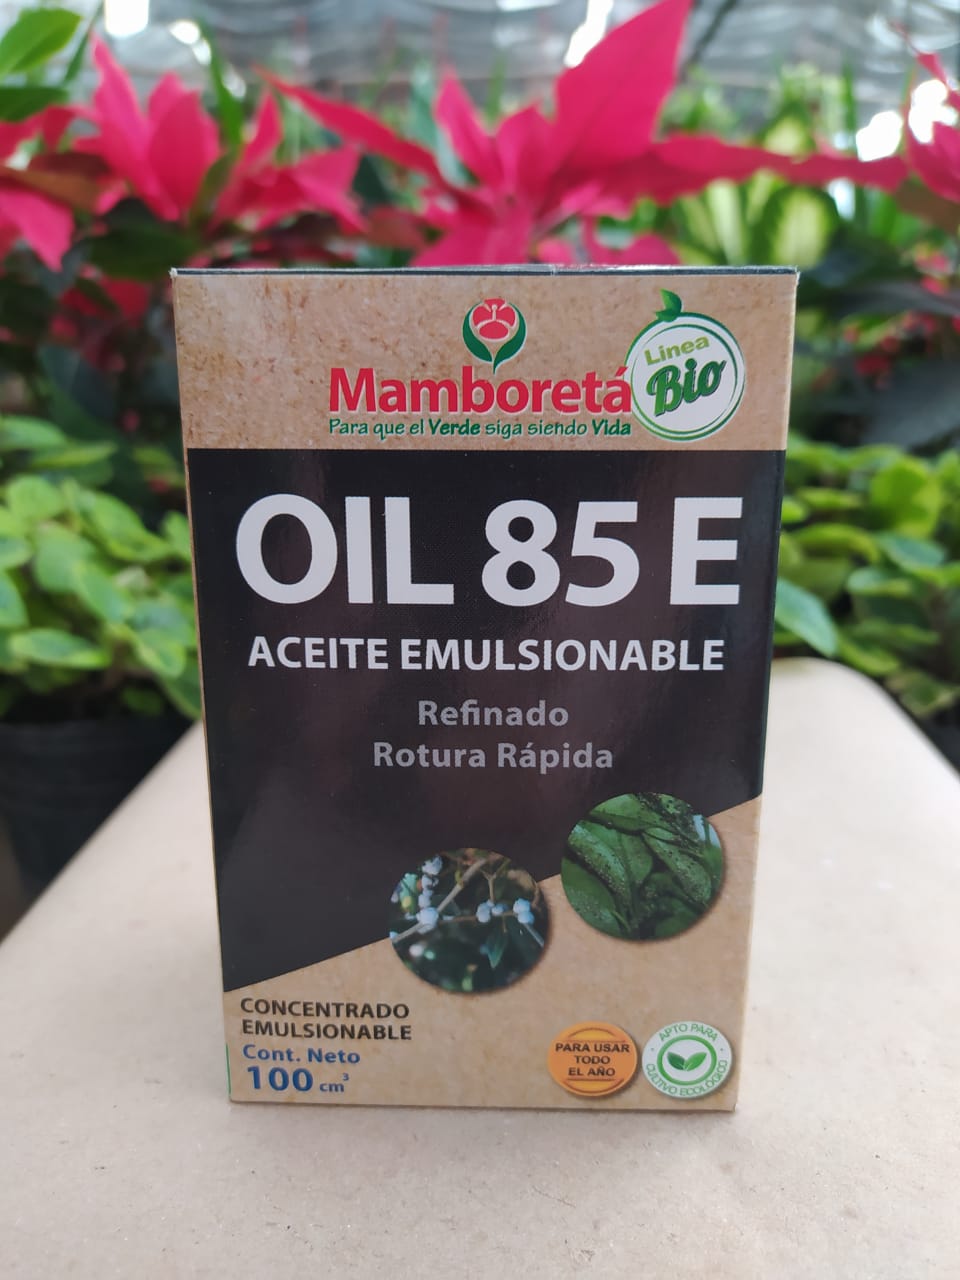 Mamboretá
Para que el Verde siga siendo Vida
Linea
Bio
OIL 85 E
ACEITE EMULSIONABLE
Refinado
Rotura Rápida
CONCENTRADO
EMULSIONABLE
Cont. Neto
100 cm³
PARA USAR
TODO
EL AÑO
APTO PARA
CULTIVO ECOLÓGICO